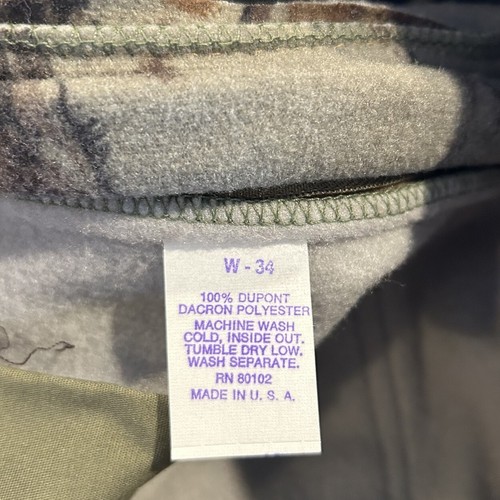 W - 34
100% DUPONT
DACRON POLYESTER
MACHINE WASH
COLD, INSIDE OUT.
TUMBLE DRY LOW.
WASH SEPARATE.
RN 80102
MADE IN U. S. A.